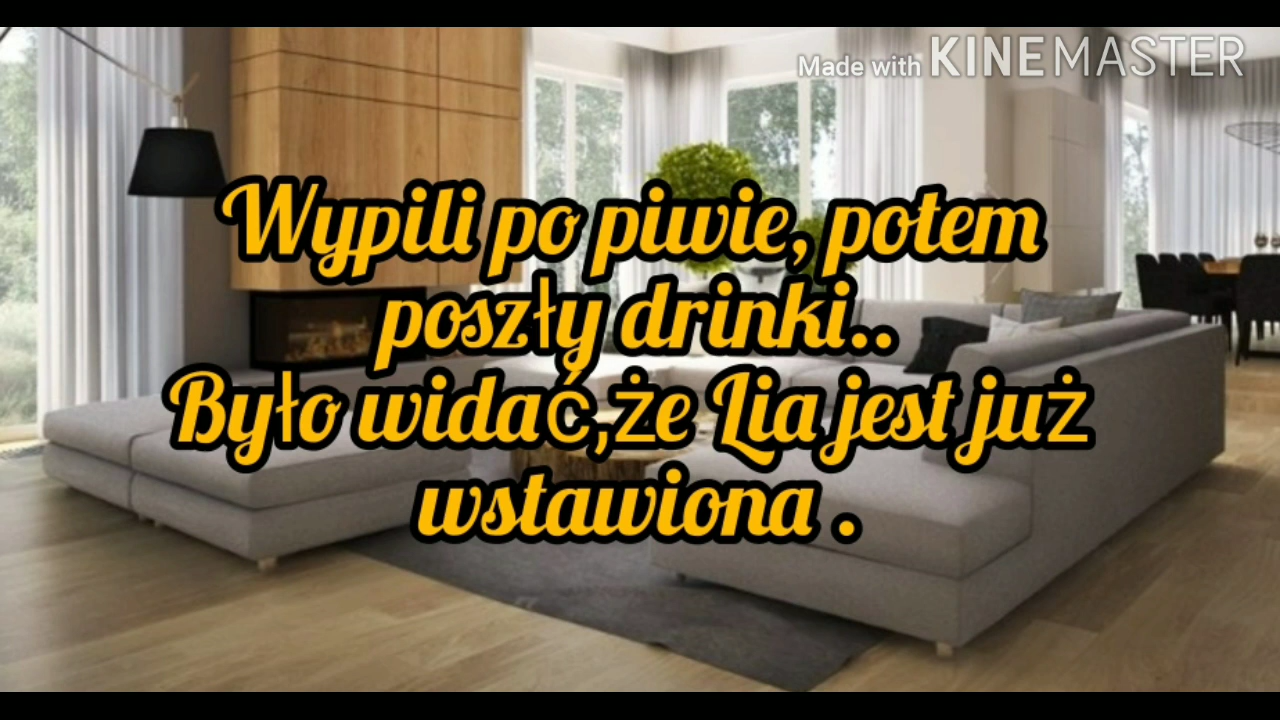 Made with KINEMASTER
Wypili po piwie, potem
poszły drinki..
Było widać,że Lia jest już
wstawiona .